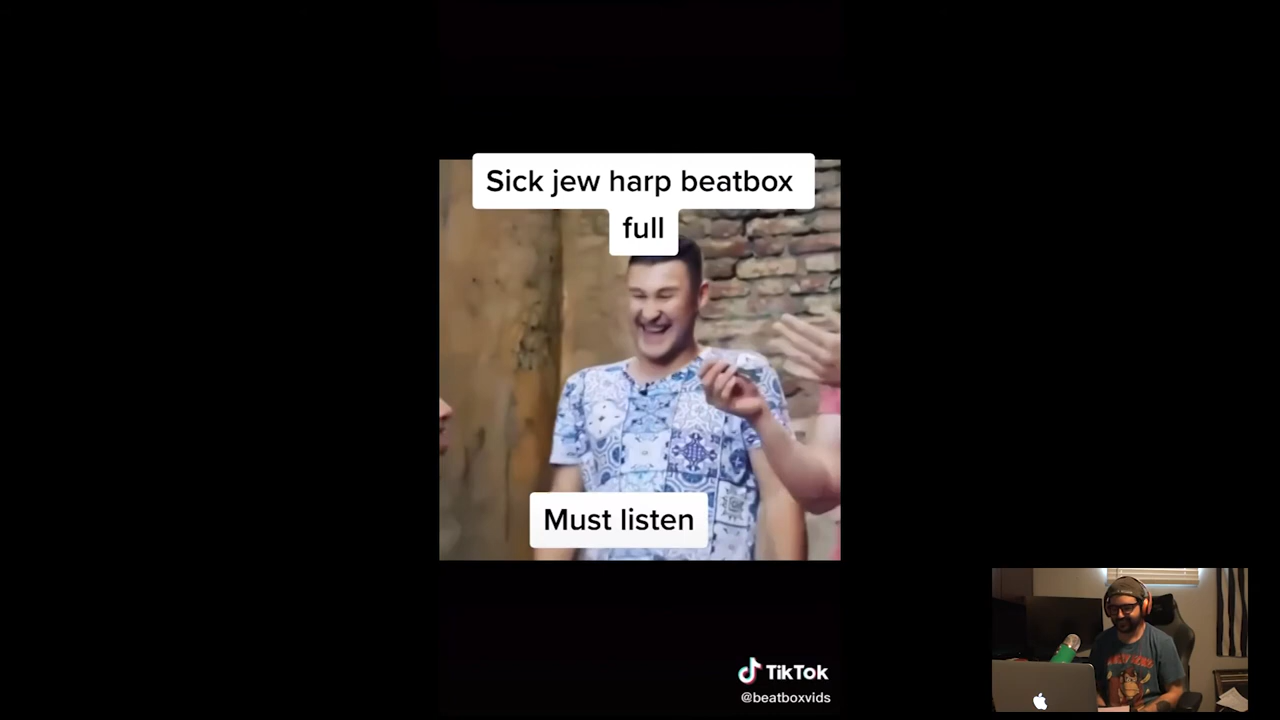 Sick jew harp beatbox
full
Must listen
TikTok
@beatboxvids